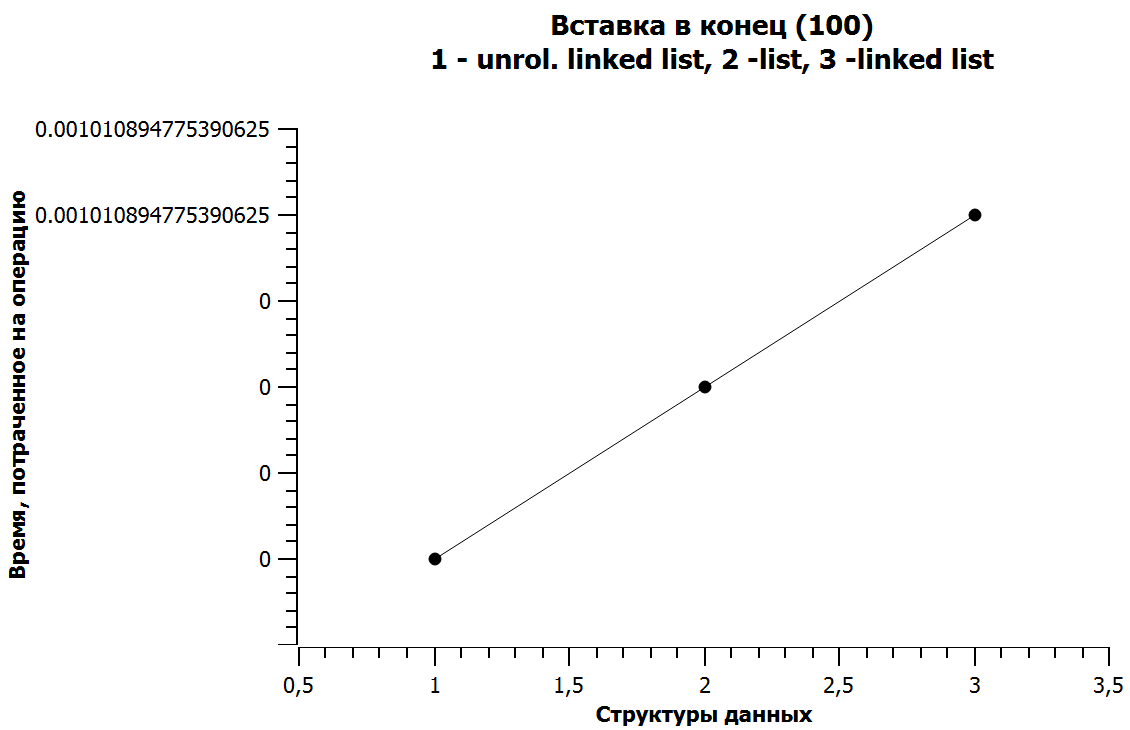 Вставка в конец (100)
1 - unrol. linked list, 2 -list, 3 -linked list
Время, потраченное на операцию
0.001010894775390625
0.001010894775390625
0
0
0
0
0,5 1 1,5 2 2,5 3 3,5
Структуры данных